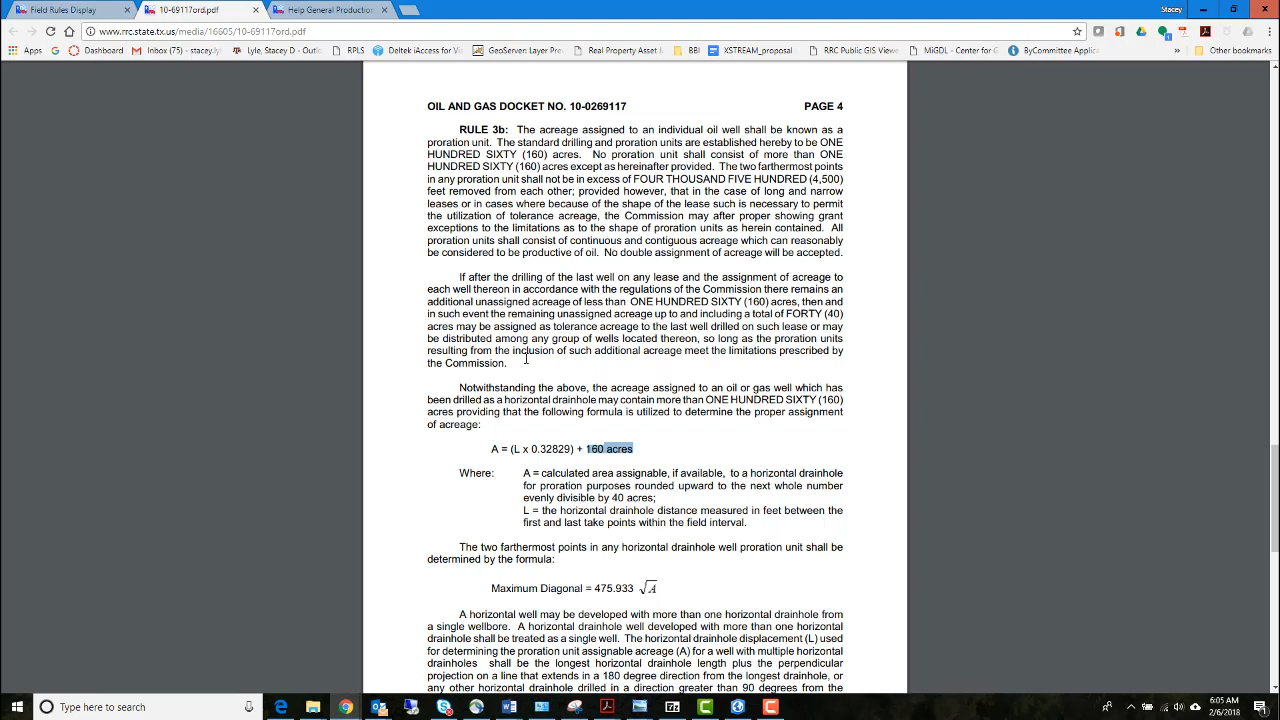 Field Rules Display
10-69117ord.pdf
Help General Production
Stacey
www.rrc.state.tx.us/media/16605/10-69117ord.pdf
Apps
Dashboard
Inbox (75) - stacey.ly
Lyle, Stacey D - Outlo
RPLS
Deltek iAccess for
GeoServer Layer Pre
Real Property Asset
BBI
XSTREAM_proposal
RRC Public GIS View
MiGDL - Center for G
ByCommittee Applic
»
Other bookmarks
OIL AND GAS DOCKET NO. 10-0269117 PAGE 4
RULE 3b: The acreage assigned to an individual oil well shall be known as a
proration unit. The standard drilling and proration units are established hereby to be ONE
HUNDRED SIXTY (160) acres. No proration unit shall consist of more than ONE
HUNDRED SIXTY (160) acres except as hereinafter provided. The two farthermost points
in any proration unit shall not be in excess of FOUR THOUSAND FIVE HUNDRED (4,500)
feet removed from each other; provided however, that in the case of long and narrow
leases or in cases where because of the shape of the lease such is necessary to permit
the utilization of tolerance acreage, the Commission may after proper showing grant
exceptions to the limitations as to the shape of proration units as herein contained. All
proration units shall consist of continuous and contiguous acreage which can reasonably
be considered to be productive of oil. No double assignment of acreage will be accepted.
If after the drilling of the last well on any lease and the assignment of acreage to
each well thereon in accordance with the regulations of the Commission there remains an
additional unassigned acreage of less than ONE HUNDRED SIXTY (160) acres, then and
in such event the remaining unassigned acreage up to and including a total of FORTY (40)
acres may be assigned as tolerance acreage to the last well drilled on such lease or may
be distributed among any group of wells located thereon, so long as the proration units
resulting from the inclusion of such additional acreage meet the limitations prescribed by
the Commission.
Notwithstanding the above, the acreage assigned to an oil or gas well which has
been drilled as a horizontal drainhole may contain more than ONE HUNDRED SIXTY (160)
acres providing that the following formula is utilized to determine the proper assignment
of acreage:
A = (L x 0.32829) + 160 acres
Where: A = calculated area assignable, if available, to a horizontal drainhole
for proration purposes rounded upward to the next whole number
evenly divisible by 40 acres;
L = the horizontal drainhole distance measured in feet between the
first and last take points within the field interval.
The two farthermost points in any horizontal drainhole well proration unit shall be
determined by the formula:
Maximum Diagonal = 475.933 √A
A horizontal well may be developed with more than one horizontal drainhole from
a single wellbore. A horizontal drainhole well developed with more than one horizontal
drainhole shall be treated as a single well. The horizontal drainhole displacement (L) used
for determining the proration unit assignable acreage (A) for a well with multiple horizontal
drainholes shall be the longest horizontal drainhole length plus the perpendicular
projection on a line that extends in a 180 degree direction from the longest drainhole, or
any other horizontal drainhole drilled in a direction greater than 90 degrees from the
Type here to search
6:05 AM
2/6/2018